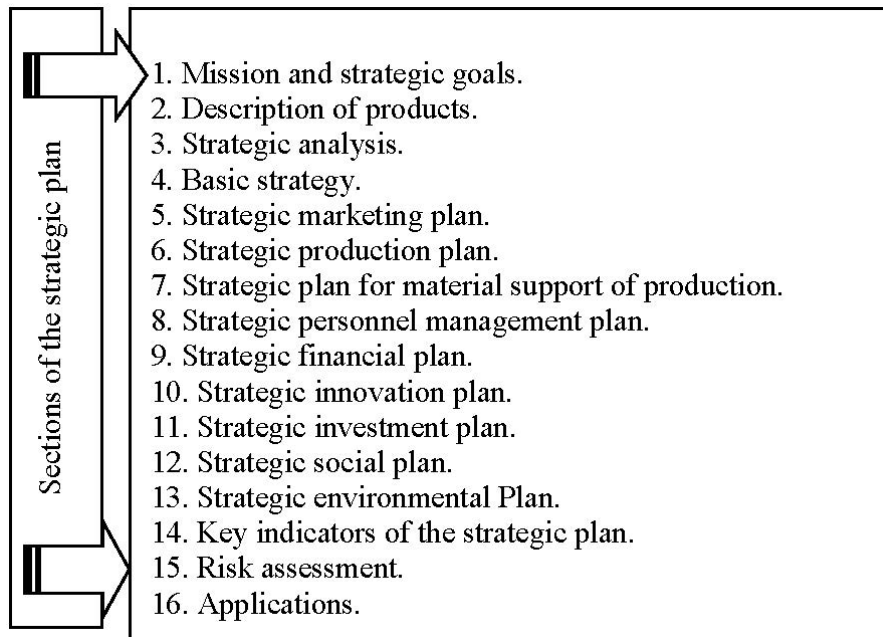 Sections of the strategic plan
1. Mission and strategic goals.
2. Description of products.
3. Strategic analysis.
4. Basic strategy.
5. Strategic marketing plan.
6. Strategic production plan.
7. Strategic plan for material support of production.
8. Strategic personnel management plan.
9. Strategic financial plan.
10. Strategic innovation plan.
11. Strategic investment plan.
12. Strategic social plan.
13. Strategic environmental Plan.
14. Key indicators of the strategic plan.
15. Risk assessment.
16. Applications.